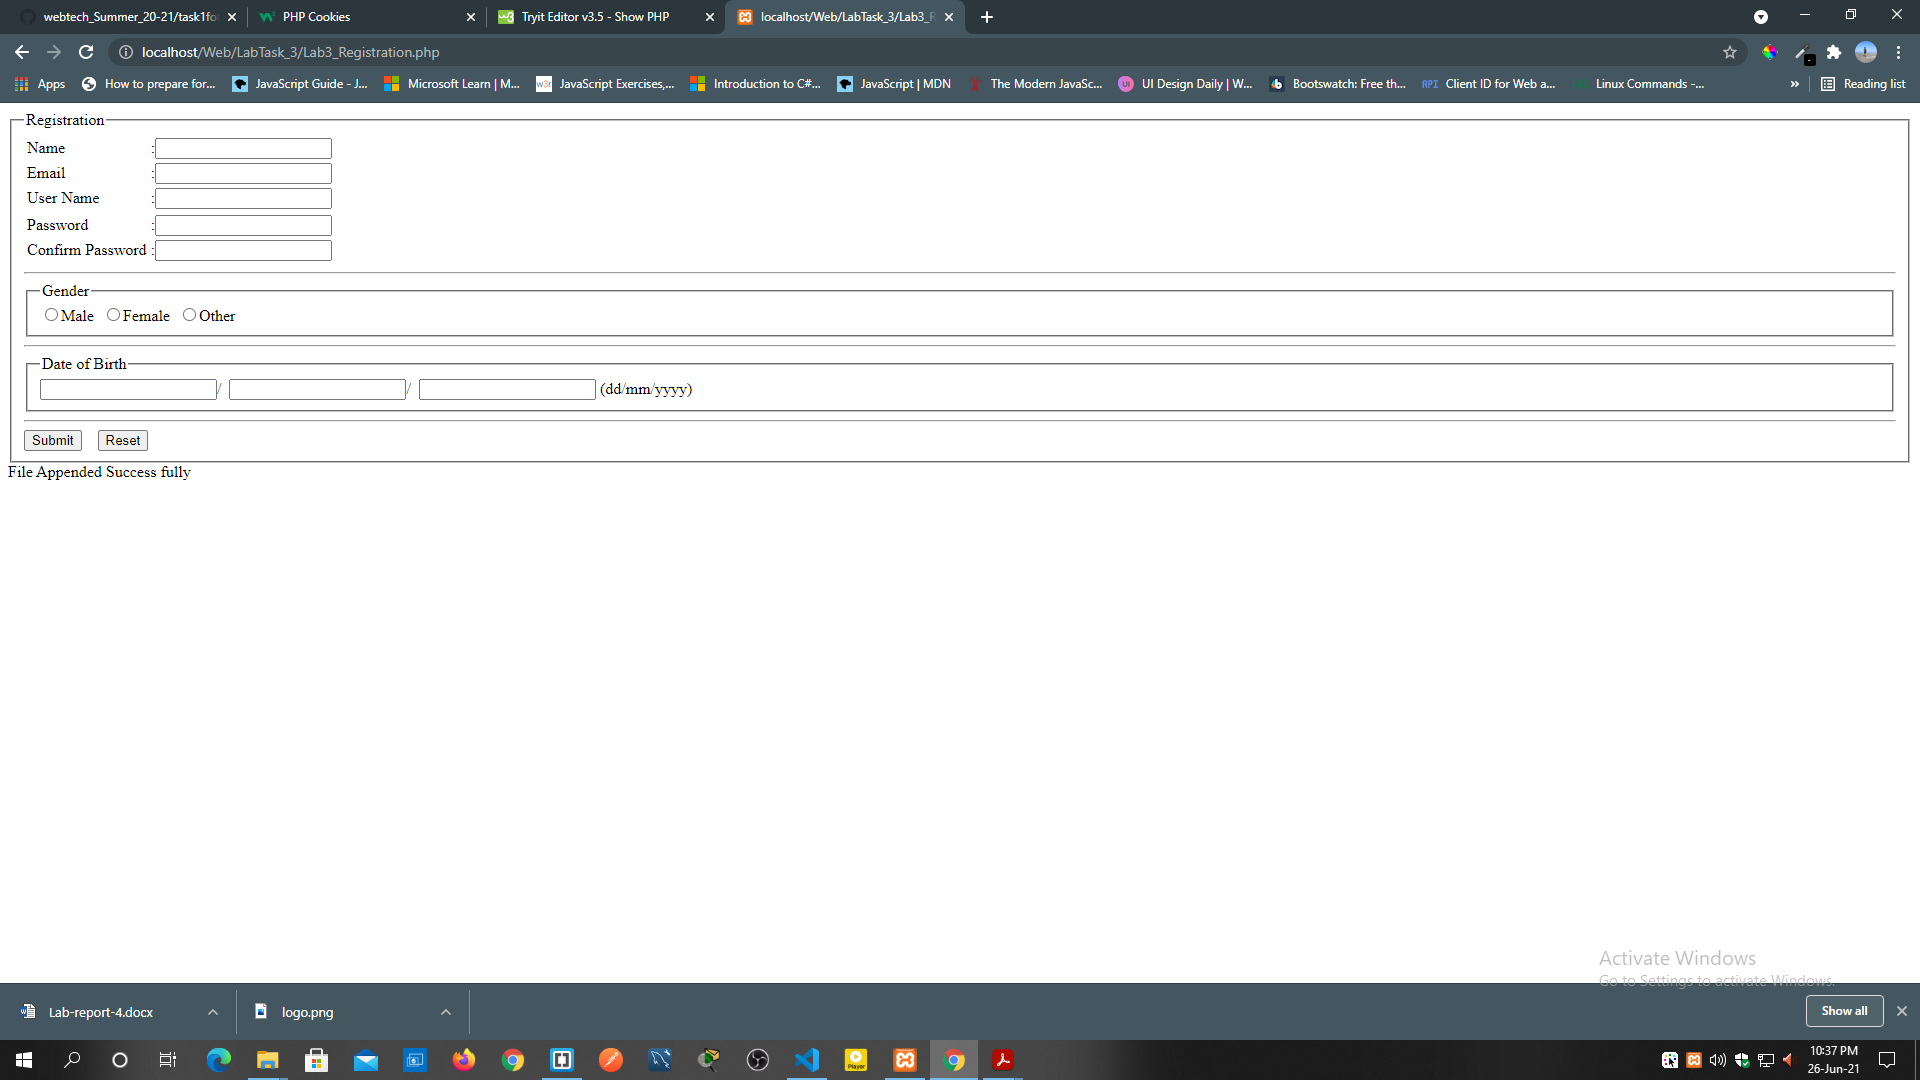 webtech_Summer_20-21/task1fo
PHP Cookies
Tryit Editor v3.5 - Show PHP
localhost/Web/LabTask_3/Lab3_R
localhost/Web/LabTask_3/Lab3_Registration.php
Apps
How to prepare for...
JavaScript Guide - J...
Microsoft Learn | M...
JavaScript Exercises,...
Introduction to C#...
JavaScript | MDN
The Modern JavaSc...
UI Design Daily | W...
Bootswatch: Free th...
API Client ID for Web a...
Linux Commands -...
»
Reading list
Registration
Name :
Email :
User Name :
Password :
Confirm Password :
Gender
Male Female Other
Date of Birth
/ / (dd/mm/yyyy)
Submit Reset
File Appended Success fully
Activate Windows
Go to Settings to activate Windows.
Lab-report-4.docx
logo.png
Show all
10:37 PM
26-Jun-21